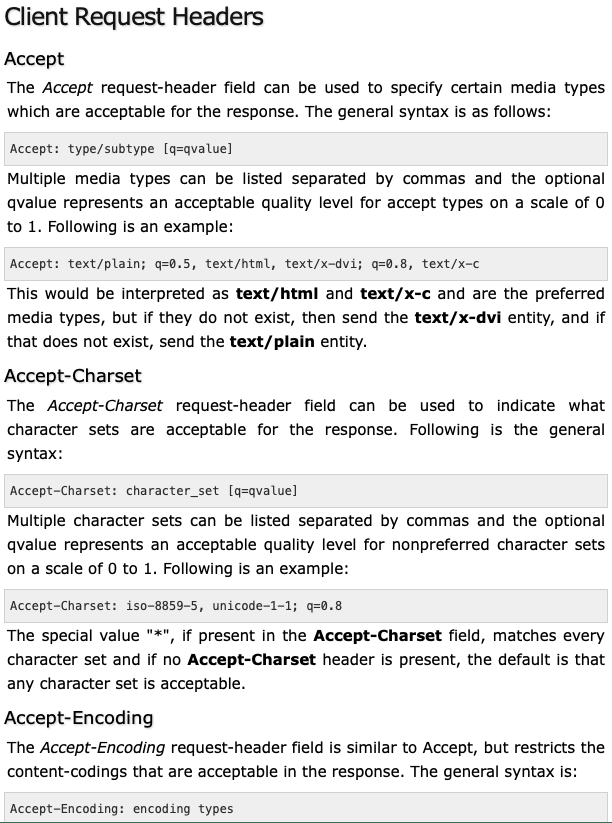 Client Request Headers
Accept
The Accept request-header field can be used to specify certain media types
which are acceptable for the response. The general syntax is as follows:
Accept: type/subtype [q=qvalue]
Multiple media types can be listed separated by commas and the optional
qvalue represents an acceptable quality level for accept types on a scale of 0
to 1. Following is an example:
Accept: text/plain; q=0.5, text/html, text/x-dvi; q=0.8, text/x-c
This would be interpreted as text/html and text/x-c and are the preferred
media types, but if they do not exist, then send the text/x-dvi entity, and if
that does not exist, send the text/plain entity.
Accept-Charset
The Accept-Charset request-header field can be used to indicate what
character sets are acceptable for the response. Following is the general
syntax:
Accept-Charset: character_set [q=qvalue]
Multiple character sets can be listed separated by commas and the optional
qvalue represents an acceptable quality level for nonpreferred character sets
on a scale of 0 to 1. Following is an example:
Accept-Charset: iso-8859-5, unicode-1-1; q=0.8
The special value "*", if present in the Accept-Charset field, matches every
character set and if no Accept-Charset header is present, the default is that
any character set is acceptable.
Accept-Encoding
The Accept-Encoding request-header field is similar to Accept, but restricts the
content-codings that are acceptable in the response. The general syntax is:
Accept-Encoding: encoding types